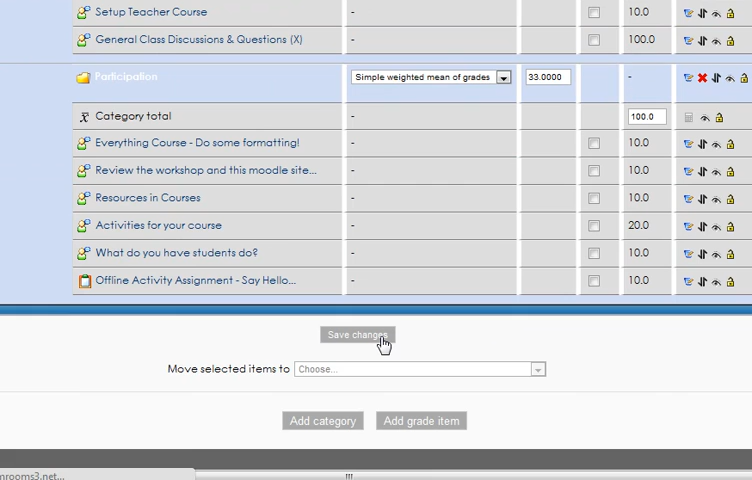 Setup Teacher Course - 10.0
General Class Discussions & Questions (X) - 100.0
Participation Simple weighted mean of grades 33.0000 -
x̄ Category total - 100.0
Everything Course - Do some formatting! - 10.0
Review the workshop and this moodle site... - 10.0
Resources in Courses - 10.0
Activities for your course - 20.0
What do you have students do? - 10.0
Offline Activity Assignment - Say Hello... - 10.0
Save changes
Move selected items to Choose...
Add category Add grade item
mrooms3.net...